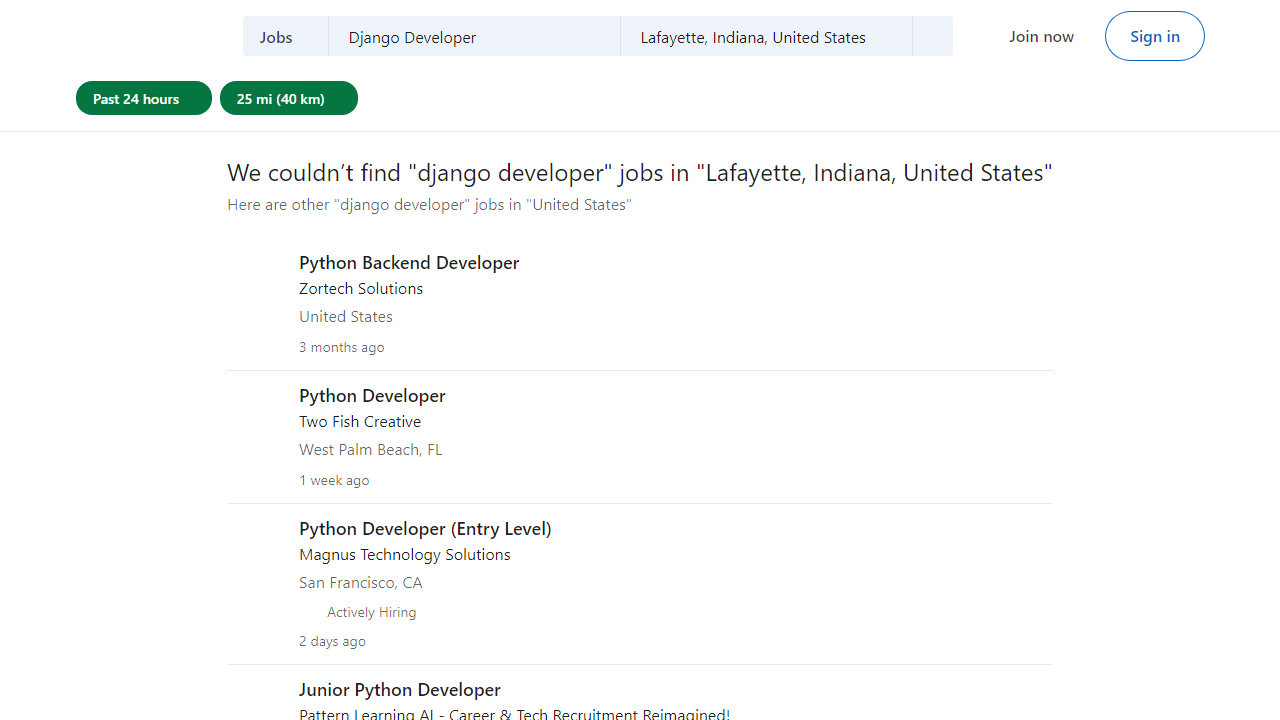 Jobs
Django Developer
Lafayette, Indiana, United States
Join now
Sign in
Past 24 hours
25 mi (40 km)
We couldn’t find "django developer" jobs in "Lafayette, Indiana, United States"
Here are other "django developer" jobs in "United States"
Python Backend Developer
Zortech Solutions
United States
3 months ago
Python Developer
Two Fish Creative
West Palm Beach, FL
1 week ago
Python Developer (Entry Level)
Magnus Technology Solutions
San Francisco, CA
Actively Hiring
2 days ago
Junior Python Developer
Pattern Learning AI - Career & Tech Recruitment Reimagined!